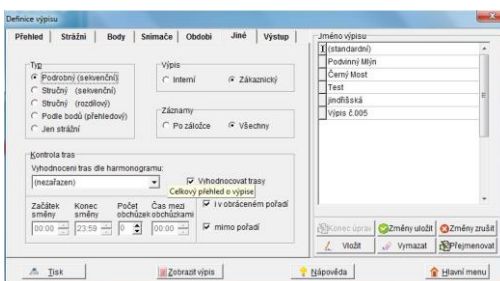 Definice výpisu
Přehled Strážní Body Snímače Období Jiné Výstup
Typ
Podrobný (sekvenční)
Stručný (sekvenční)
Stručný (rozdílový)
Podle bodů (přehledový)
Jen strážní
Výpis
Interní Zákaznický
Záznamy
Po záložce Všechny
Kontrola tras
Vyhodnocení tras dle harmonogramu:
(nezařazen)
Vyhodnocovat trasy
Celkový přehled o výpise
i v obráceném pořadí
mimo pořadí
Začátek směny
Konec směny
Počet obchůzek
Čas mezi obchůzkami
00:00 23:59 0 00:00
Jméno výpisu
(standardní)
Podvinný Mlýn
Černý Most
Test
jindřišská
Výpis č.005
Konec úprav Změny uložit Změny zrušit
Vložit Vymazat Přejmenovat
Tisk Zobrazit výpis Nápověda Hlavní menu